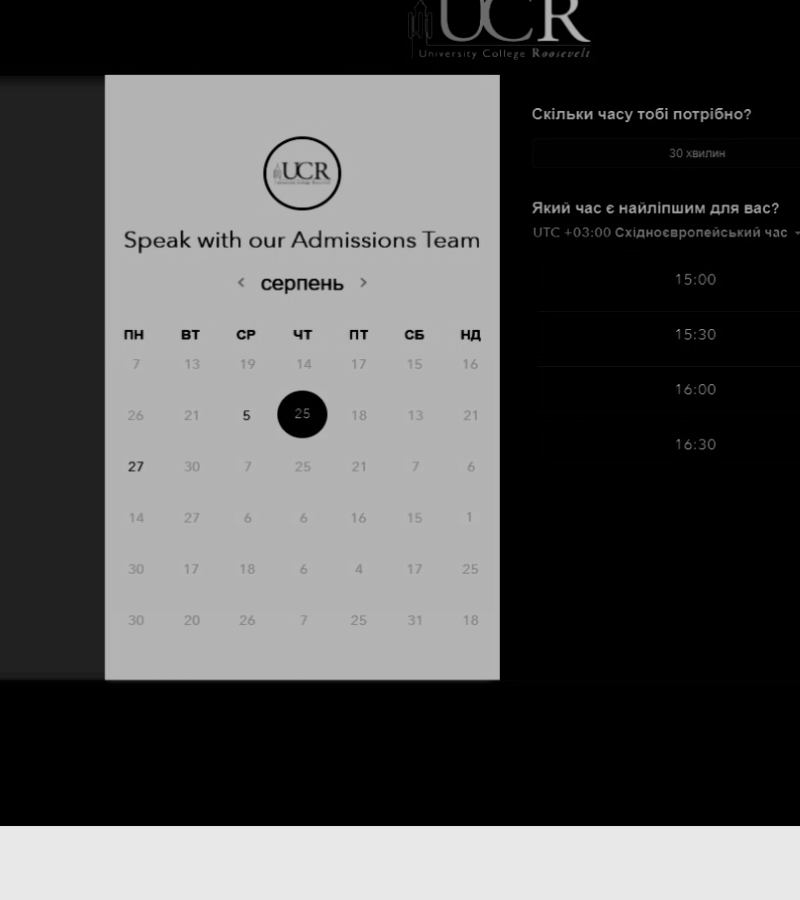 UCR
University College Roosevelt
UCR
Speak with our Admissions Team
< серпень >
ПН ВТ СР ЧТ ПТ СБ НД
7 13 19 14 17 15 16
26 21 5 25 18 13 21
27 30 7 25 21 7 6
14 27 6 6 16 15 1
30 17 18 6 4 17 25
30 20 26 7 25 31 18
Скільки часу тобі потрібно?
30 хвилин
Який час є найліпшим для вас?
UTC +03:00 Східноєвропейський час
15:00
15:30
16:00
16:30